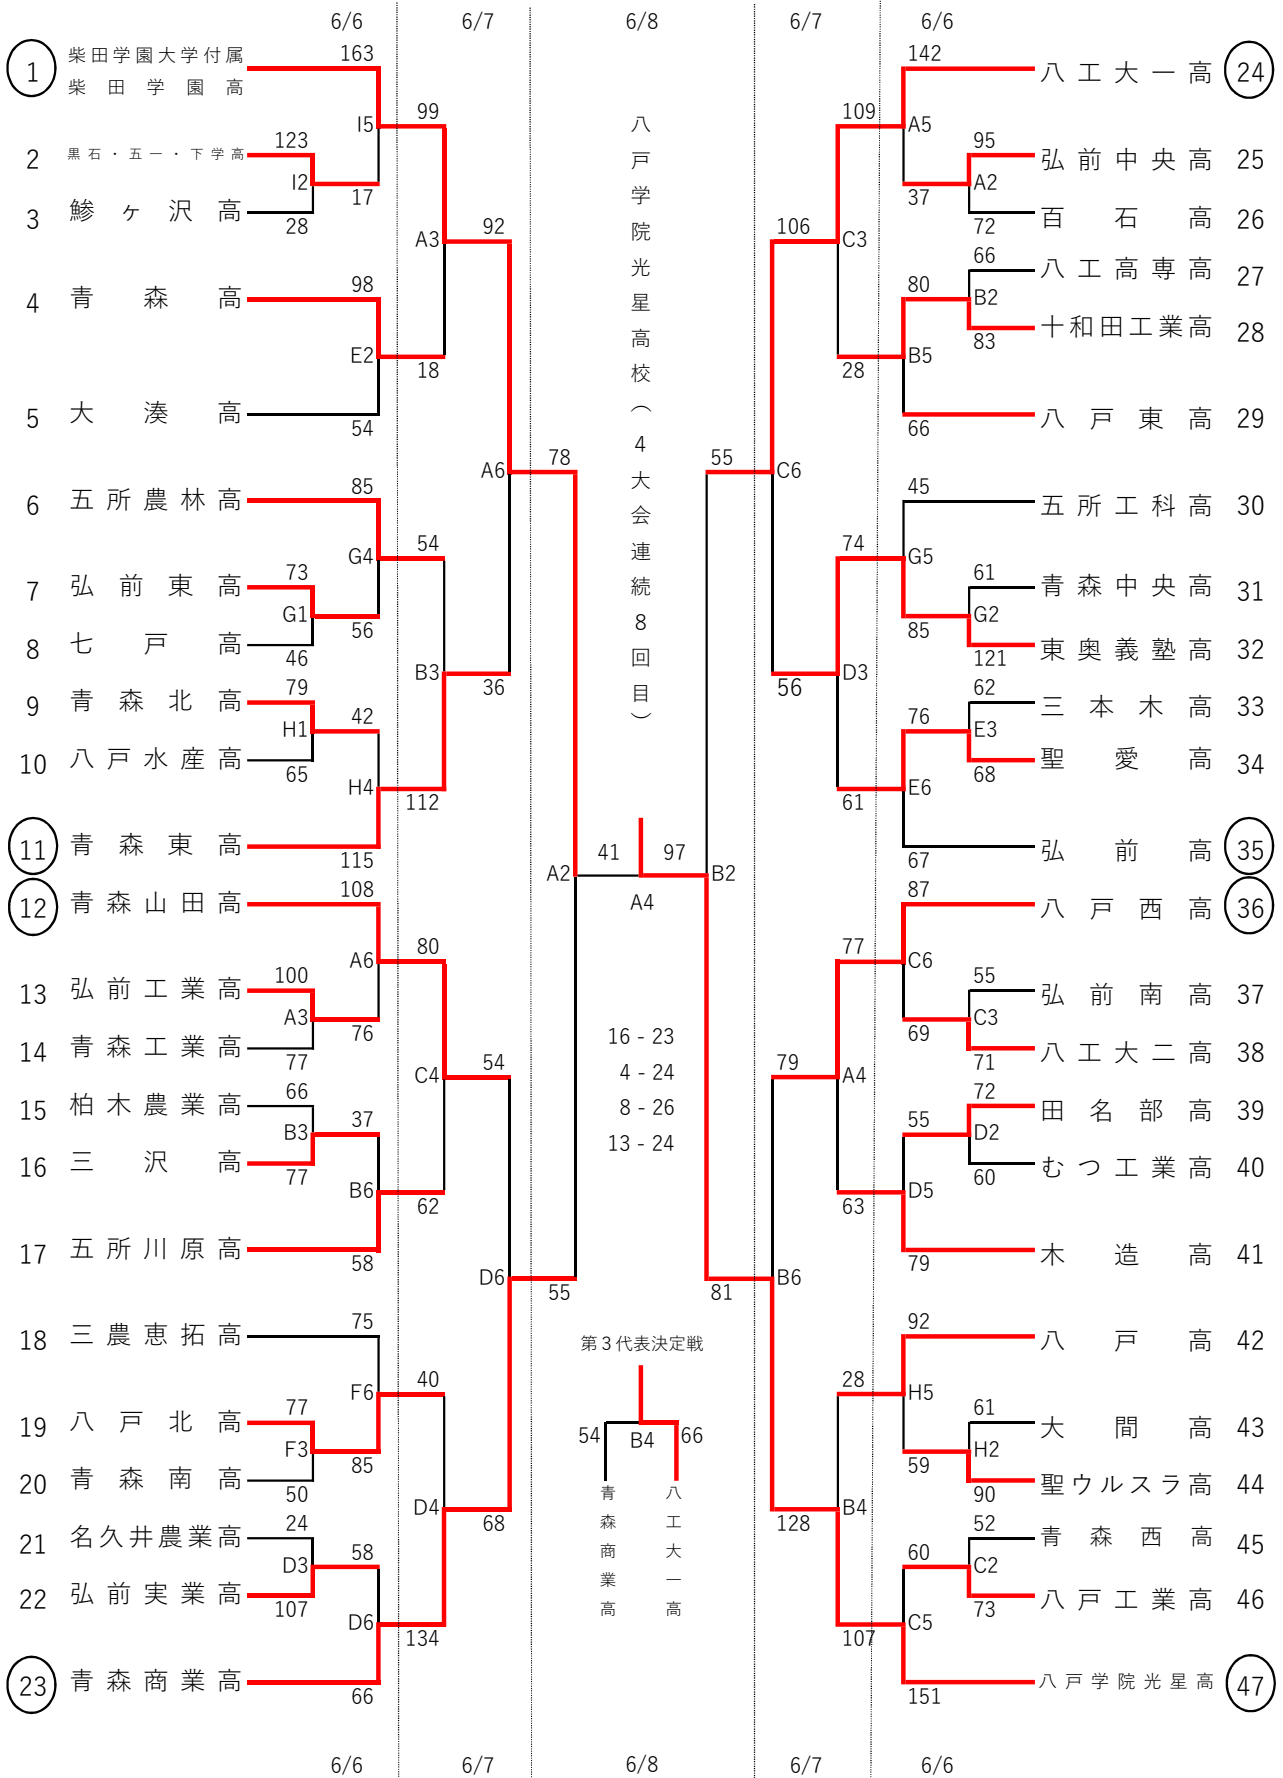 6/6 6/7 6/8 6/7 6/6
1 柴田学園大学付属
柴田学園高 163
I5
2 黒石・五一・下学高 123
I2 17
3 鰺ヶ沢高 28
99
A3
4 青森高 98
E2 18
5 大湊高 54
92
A6
6 五所農林高 85
G4 54
7 弘前東高 73
G1 56
8 七戸高 46
B3 36
9 青森北高 79
H1 42
10 八戸水産高 65
H4 112
11 青森東高 115
78
A2 41
12 青森山田高 108
A6 80
13 弘前工業高 100
A3 76
14 青森工業高 77
C4 54
15 柏木農業高 66
B3 37
16 三沢高 77
B6 62
17 五所川原高 58
D6 55
18 三農恵拓高 75
F6 40
19 八戸北高 77
F3 85
20 青森南高 50
D4 68
21 名久井農業高 24
D3 58
22 弘前実業高 107
D6 134
23 青森商業高 66
八戸学院光星高校(4大会連続8回目)
41 97
A4
16 - 23
4 - 24
8 - 26
13 - 24
第3代表決定戦
54 B4 66
青森商業高
八工大一高
142 八工大一高 24
109 A5
95 弘前中央高 25
37 A2
72 百石高 26
106 C3
66 八工高専高 27
80 B2
83 十和田工業高 28
28 B5
66 八戸東高 29
55 C6
45 五所工科高 30
74 G5
61 青森中央高 31
85 G2
121 東奥義塾高 32
56 D3
62 三本木高 33
76 E3
68 聖愛高 34
61 E6
67 弘前高 35
B2
87 八戸西高 36
77 C6
55 弘前南高 37
69 C3
71 八工大二高 38
79 A4
72 田名部高 39
55 D2
60 むつ工業高 40
63 D5
79 木造高 41
81 B6
92 八戸高 42
28 H5
61 大間高 43
59 H2
90 聖ウルスラ高 44
128 B4
52 青森西高 45
60 C2
73 八戸工業高 46
107 C5
151 八戸学院光星高 47
6/6 6/7 6/8 6/7 6/6